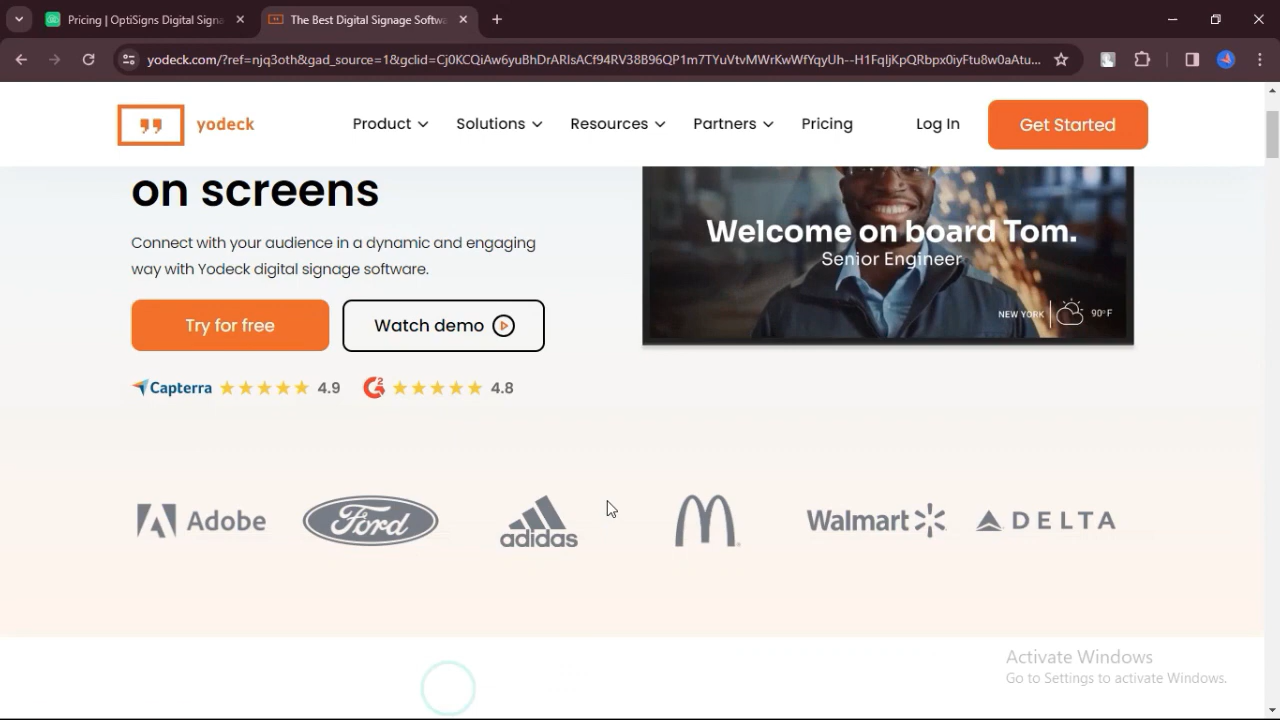 Pricing | OptiSigns Digital Signa
The Best Digital Signage Softwa
yodeck.com/?ref=njq3oth&gad_source=1&gclid=Cj0KCQiAw6yuBhDrARIsACf94RV38B96QP1m7TYuVtvMWrKwWfYqyUh--H1FqIjKpQRbpx0iyFtu8w0aAtu...
yodeck
Product
Solutions
Resources
Partners
Pricing
Log In
Get Started
on screens
Connect with your audience in a dynamic and engaging
way with Yodeck digital signage software.
Try for free
Watch demo
Capterra 4.9
G2 4.8
Welcome on board Tom.
Senior Engineer
NEW YORK
90°F
Adobe
Ford
adidas
Walmart
DELTA
Activate Windows
Go to Settings to activate Windows.